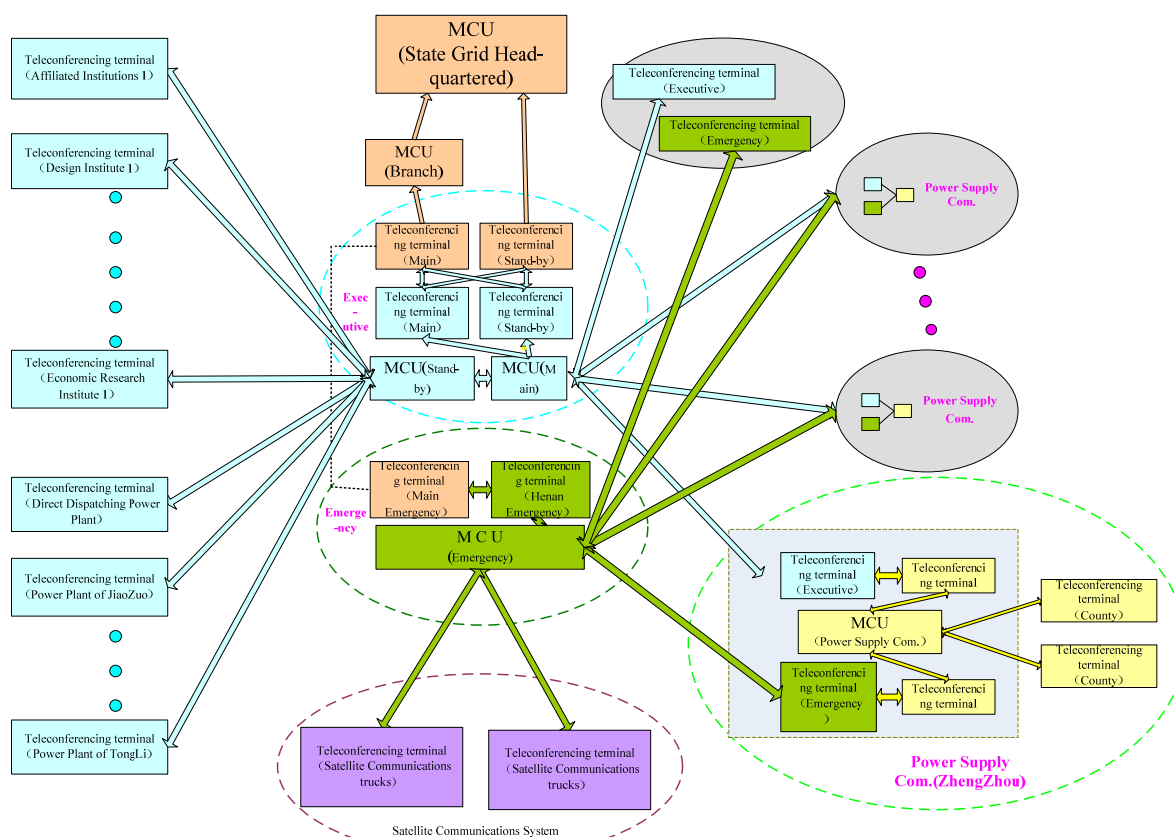 Teleconferencing terminal
（Affiliated Institutions 1）
Teleconferencing terminal
（Design Institute 1）
Teleconferencing terminal
（Economic Research
Institute 1）
Teleconferencing terminal
（Direct Dispatching Power
Plant）
Teleconferencing terminal
（Power Plant of JiaoZuo）
Teleconferencing terminal
（Power Plant of TongLi）
MCU
(State Grid Head-
quartered)
MCU
(Branch)
Teleconferenci
ng terminal
（Main）
Teleconferenci
ng terminal
（Stand-by）
Exec
-
utive
Teleconferenci
ng terminal
（Main）
Teleconferenci
ng terminal
（Stand-by）
MCU(Stand-
by)
MCU(M
ain)
Emerge
-ncy
Teleconferencin
g terminal
（Main
Emergency）
Teleconferencin
g terminal
（Henan
Emergency）
M C U
(Emergency)
Teleconferencing terminal
（Satellite Communications
trucks）
Teleconferencing terminal
（Satellite Communications
trucks）
Satellite Communications System
Teleconferencing terminal
（Executive）
Teleconferencing terminal
（Emergency）
Power Supply
Com.
Power Supply
Com.
Teleconferenci
ng terminal
（Executive）
Teleconferenci
ng terminal
MCU
（Power Supply Com.）
Teleconferenci
ng terminal
（Emergency
）
Teleconferenci
ng terminal
Teleconferencing
terminal
（County）
Teleconferencing
terminal
（County）
Power Supply
Com.(ZhengZhou)